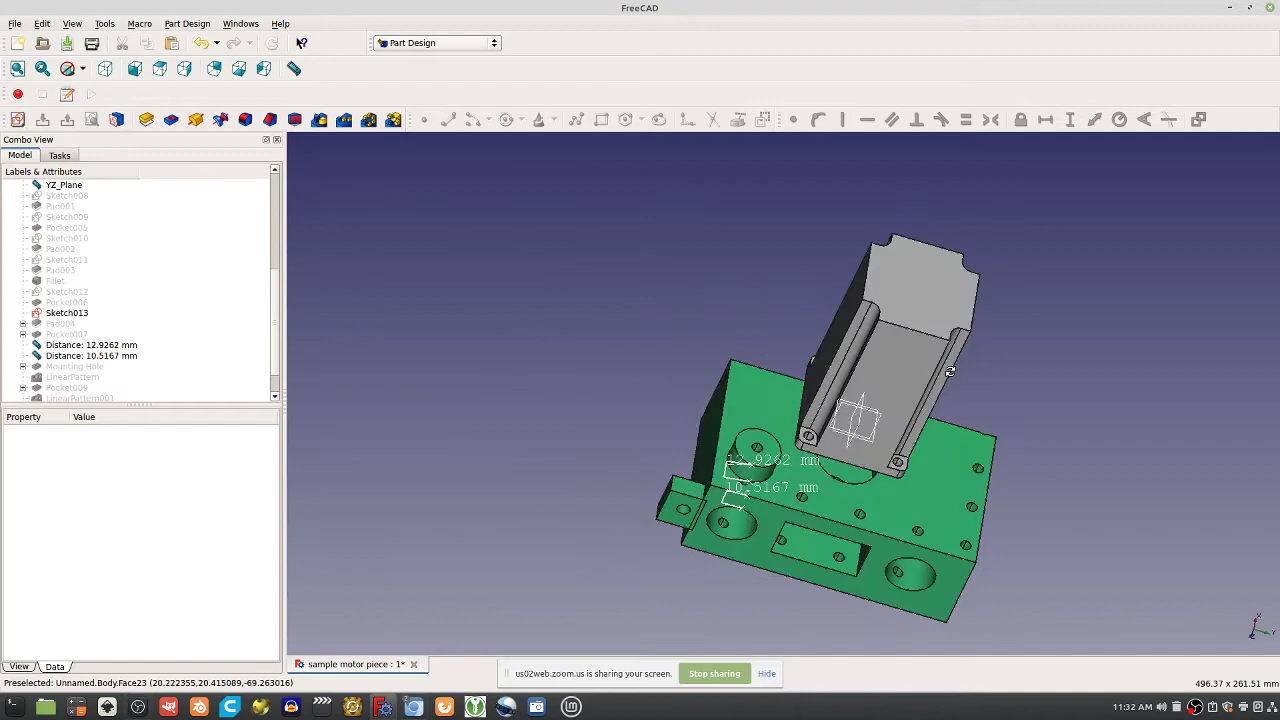 FreeCAD
File Edit View Tools Macro Part Design Windows Help
Part Design
Combo View
Model Tasks
Labels & Attributes
YZ_Plane
Sketch008
Pad001
Sketch009
Pocket005
Sketch010
Pad002
Sketch011
Pad003
Fillet
Sketch012
Pocket006
Sketch013
Pad004
Pocket007
Distance: 12.9262 mm
Distance: 10.5167 mm
Mounting Hole
LinearPattern
Pocket009
LinearPattern001
Property Value
12.9262 mm
10.5167 mm
View Data
sample motor piece : 1*
us02web.zoom.us is sharing your screen. Stop sharing Hide
Preselected: Unnamed.Body.Face23 (20.222355,20.415089,-69.263016)
496.37 x 261.51 mm
11:32 AM